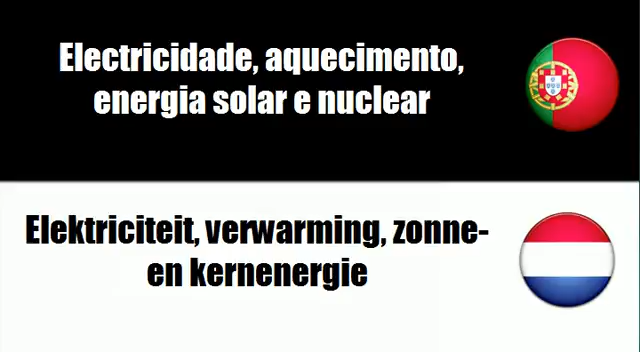 Electricidade, aquecimento,
energia solar e nuclear
Elektriciteit, verwarming, zonne-
en kernenergie